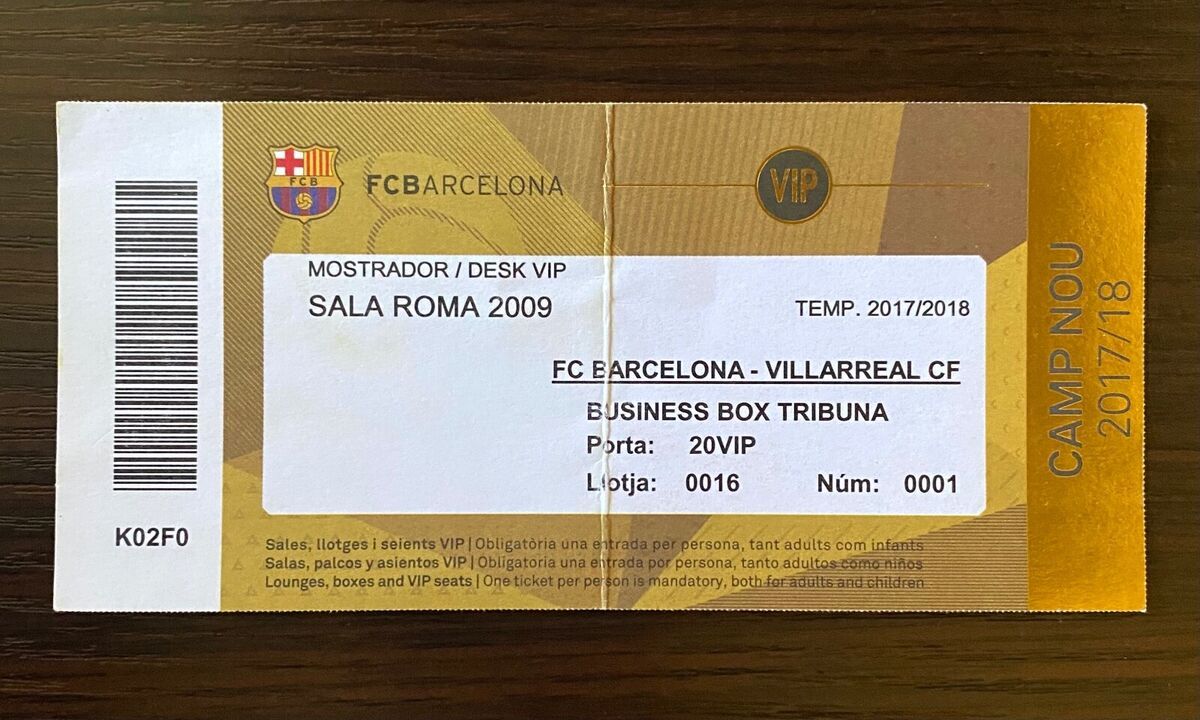 FCB
FCBARCELONA
VIP
MOSTRADOR / DESK VIP
SALA ROMA 2009
TEMP. 2017/2018
FC BARCELONA - VILLARREAL CF
BUSINESS BOX TRIBUNA
Porta: 20VIP
Llotja: 0016 Núm: 0001
K02F0
Sales, llotges i seients VIP | Obligatòria una entrada per persona, tant adults com infants
Salas, palcos y asientos VIP | Obligatoria una entrada por persona, tanto adultos como niños
Lounges, boxes and VIP seats | One ticket per person is mandatory, both for adults and children
CAMP NOU
2017/18